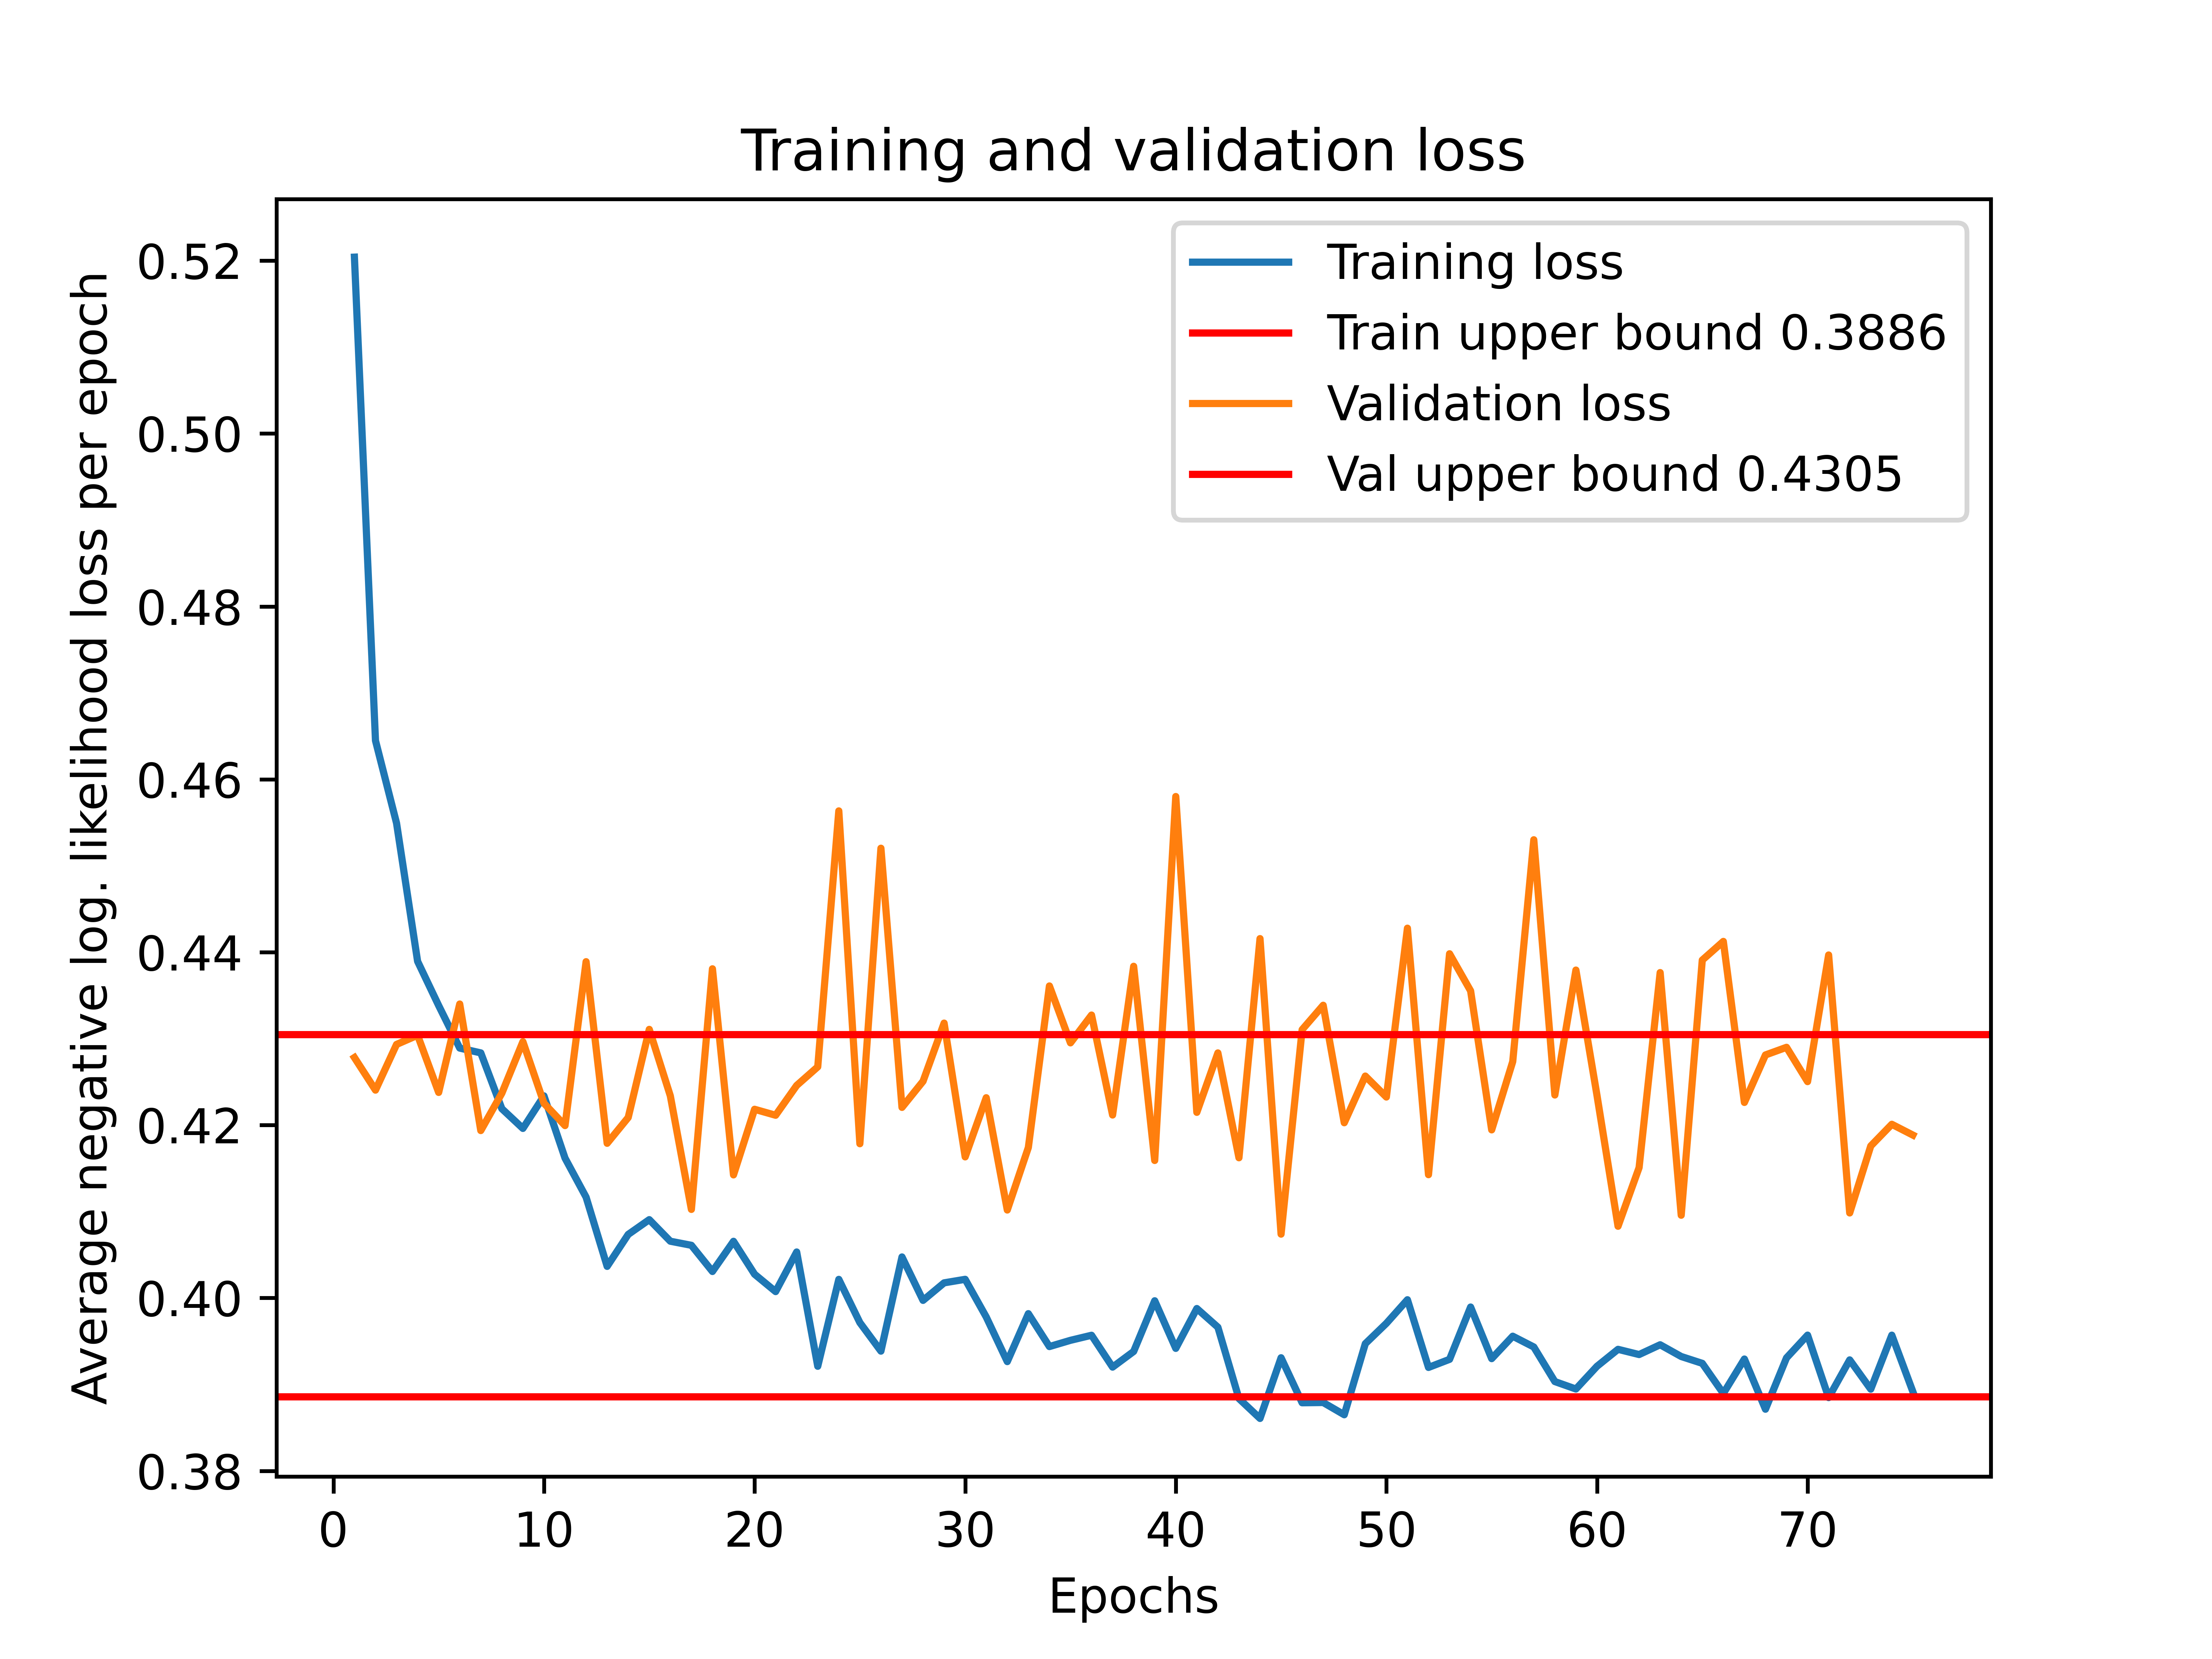 Training and validation loss
Training loss
Train upper bound 0.3886
Validation loss
Val upper bound 0.4305
Average negative log. likelihood loss per epoch
0.52
0.50
0.48
0.46
0.44
0.42
0.40
0.38
0 10 20 30 40 50 60 70
Epochs